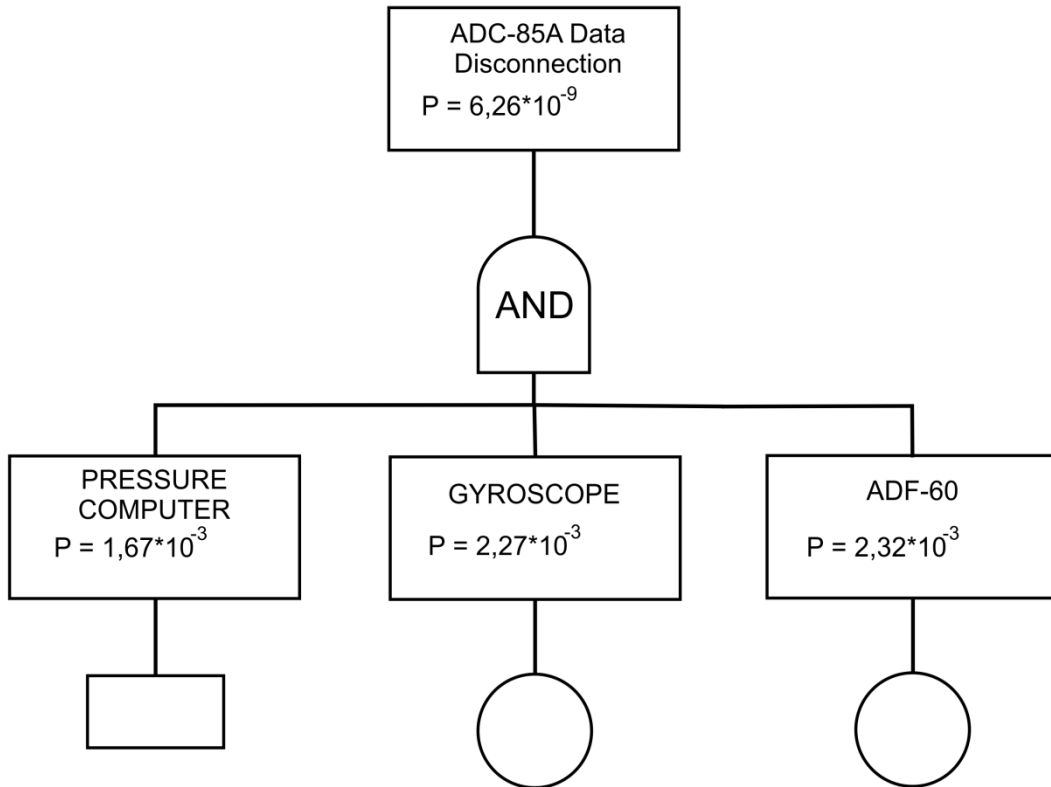 ADC-85A Data
Disconnection
P = 6,26*10⁻⁹
AND
PRESSURE
COMPUTER
P = 1,67*10⁻³
GYROSCOPE
P = 2,27*10⁻³
ADF-60
P = 2,32*10⁻³